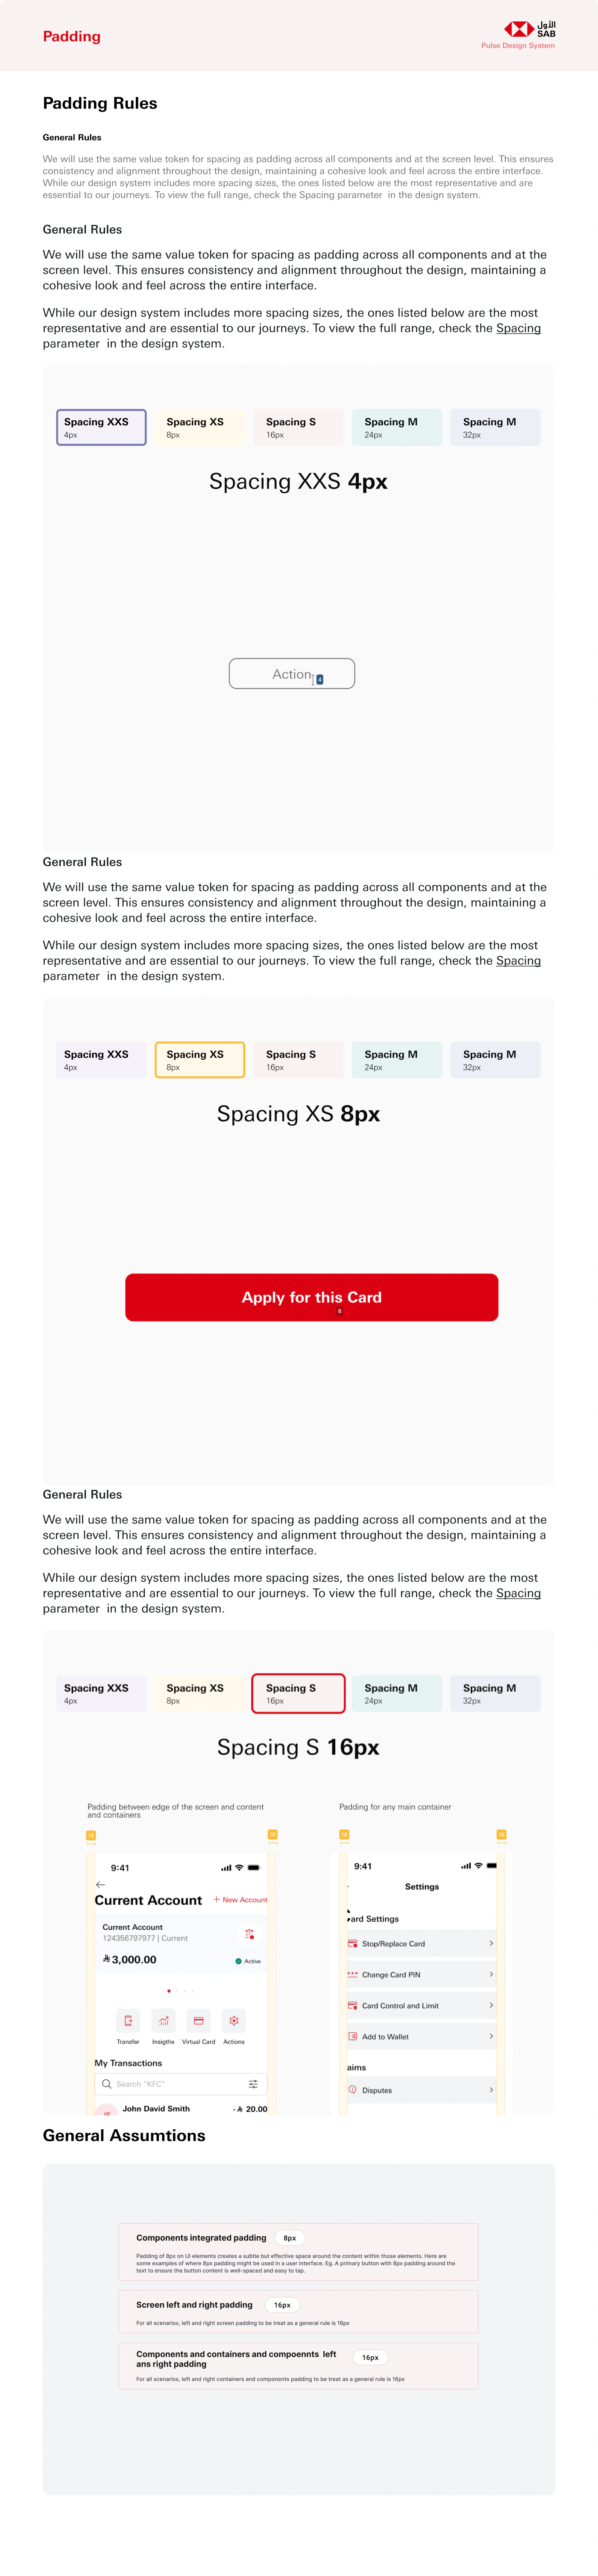 Padding
الأول
SAB
Pulse Design System
Padding Rules
General Rules
We will use the same value token for spacing as padding across all components and at the screen level. This ensures
consistency and alignment throughout the design, maintaining a cohesive look and feel across the entire interface.
While our design system includes more spacing sizes, the ones listed below are the most representative and are
essential to our journeys. To view the full range, check the Spacing parameter  in the design system.
General Rules
We will use the same value token for spacing as padding across all components and at the
screen level. This ensures consistency and alignment throughout the design, maintaining a
cohesive look and feel across the entire interface.
While our design system includes more spacing sizes, the ones listed below are the most
representative and are essential to our journeys. To view the full range, check the Spacing
parameter  in the design system.
Spacing XXS Spacing XS Spacing S Spacing M Spacing M
4px 8px 16px 24px 32px
Spacing XXS 4px
Action
4
General Rules
We will use the same value token for spacing as padding across all components and at the
screen level. This ensures consistency and alignment throughout the design, maintaining a
cohesive look and feel across the entire interface.
While our design system includes more spacing sizes, the ones listed below are the most
representative and are essential to our journeys. To view the full range, check the Spacing
parameter  in the design system.
Spacing XXS Spacing XS Spacing S Spacing M Spacing M
4px 8px 16px 24px 32px
Spacing XS 8px
Apply for this Card
8
General Rules
We will use the same value token for spacing as padding across all components and at the
screen level. This ensures consistency and alignment throughout the design, maintaining a
cohesive look and feel across the entire interface.
While our design system includes more spacing sizes, the ones listed below are the most
representative and are essential to our journeys. To view the full range, check the Spacing
parameter  in the design system.
Spacing XXS Spacing XS Spacing S Spacing M Spacing M
4px 8px 16px 24px 32px
Spacing S 16px
Padding between edge of the screen and content
and containers
16 16
9:41
Current Account + New Account
Current Account
124356797977 | Current
3,000.00 Active
Transfer Insigths Virtual Card Actions
My Transactions
Search "KFC"
John David Smith - 20.00
Padding for any main container
16 16
9:41
Settings
ard Settings
Stop/Replace Card
Change Card PIN
Card Control and Limit
Add to Wallet
aims
Disputes
General Assumtions
Components integrated padding 8px
Padding of 8px on UI elements creates a subtle but effective space around the content within those elements. Here are
some examples of where 8px padding might be used in a user interface. Eg. A primary button with 8px padding around the
text to ensure the button content is well-spaced and easy to tap.
Screen left and right padding 16px
For all scenarios, left and right screen padding to be treat as a general rule is 16px
Components and containers and compoennts  left
ans right padding 16px
For all scenarios, left and right containers and components padding to be treat as a general rule is 16px